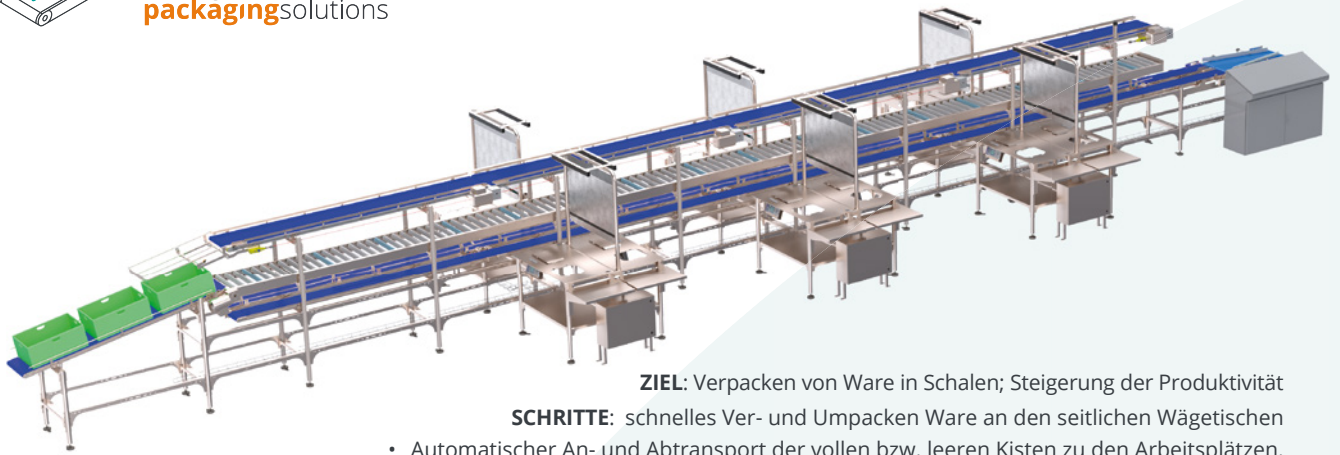 packagingsolutions
ZIEL: Verpacken von Ware in Schalen; Steigerung der Produktivität
SCHRITTE: schnelles Ver- und Umpacken Ware an den seitlichen Wägetischen
• Automatischer An- und Abtransport der vollen bzw. leeren Kisten zu den Arbeitsplätzen.